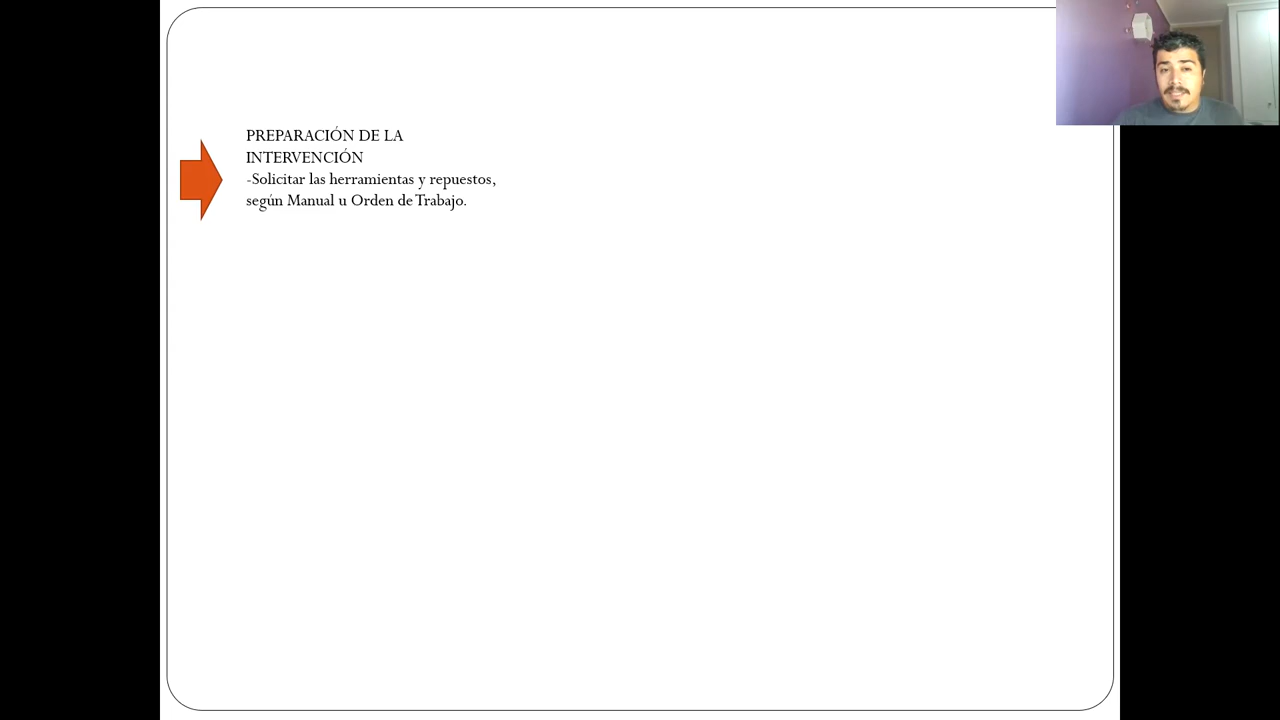 PREPARACIÓN DE LA
INTERVENCIÓN
-Solicitar las herramientas y repuestos,
según Manual u Orden de Trabajo.